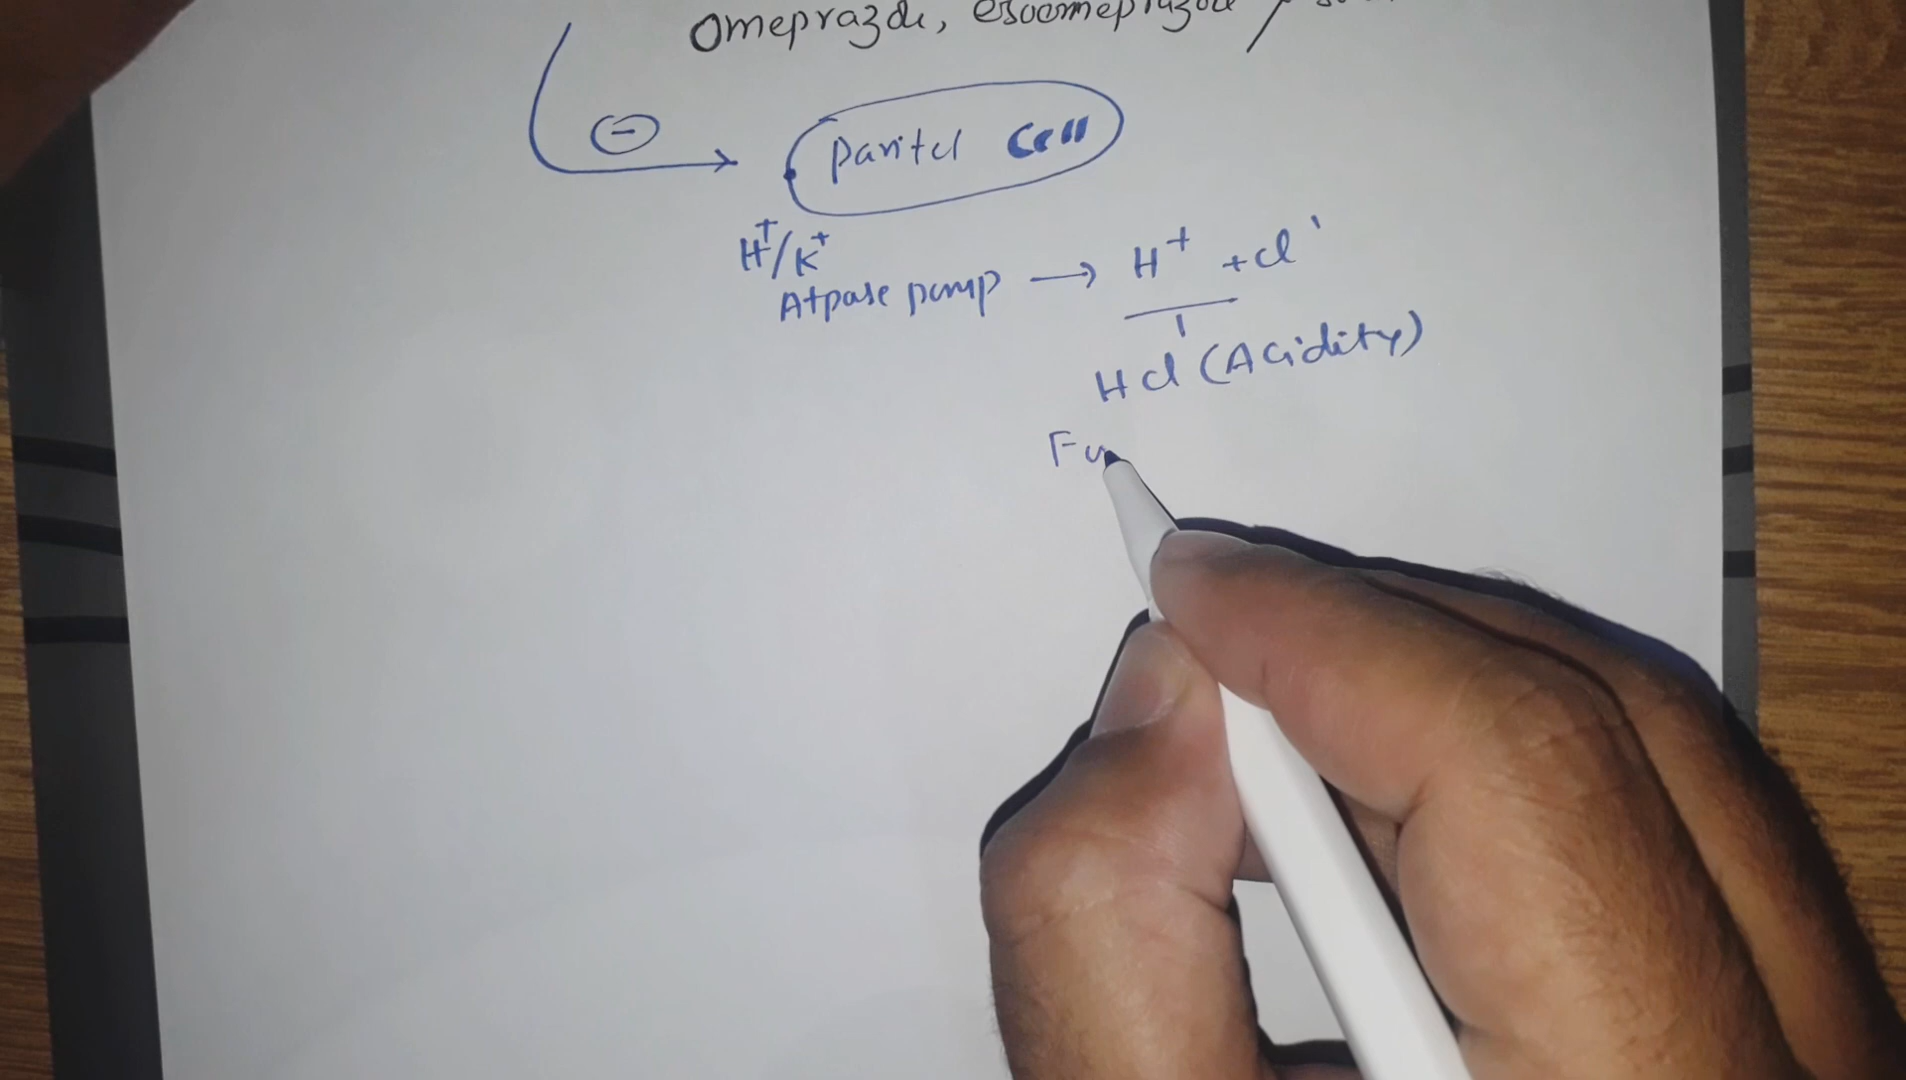 Omeprazole, esoomeprazole,
⊖
parital Cell
H⁺/K⁺
Atpase pump → H⁺ + Cl'
HCl (Acidity)
Fu